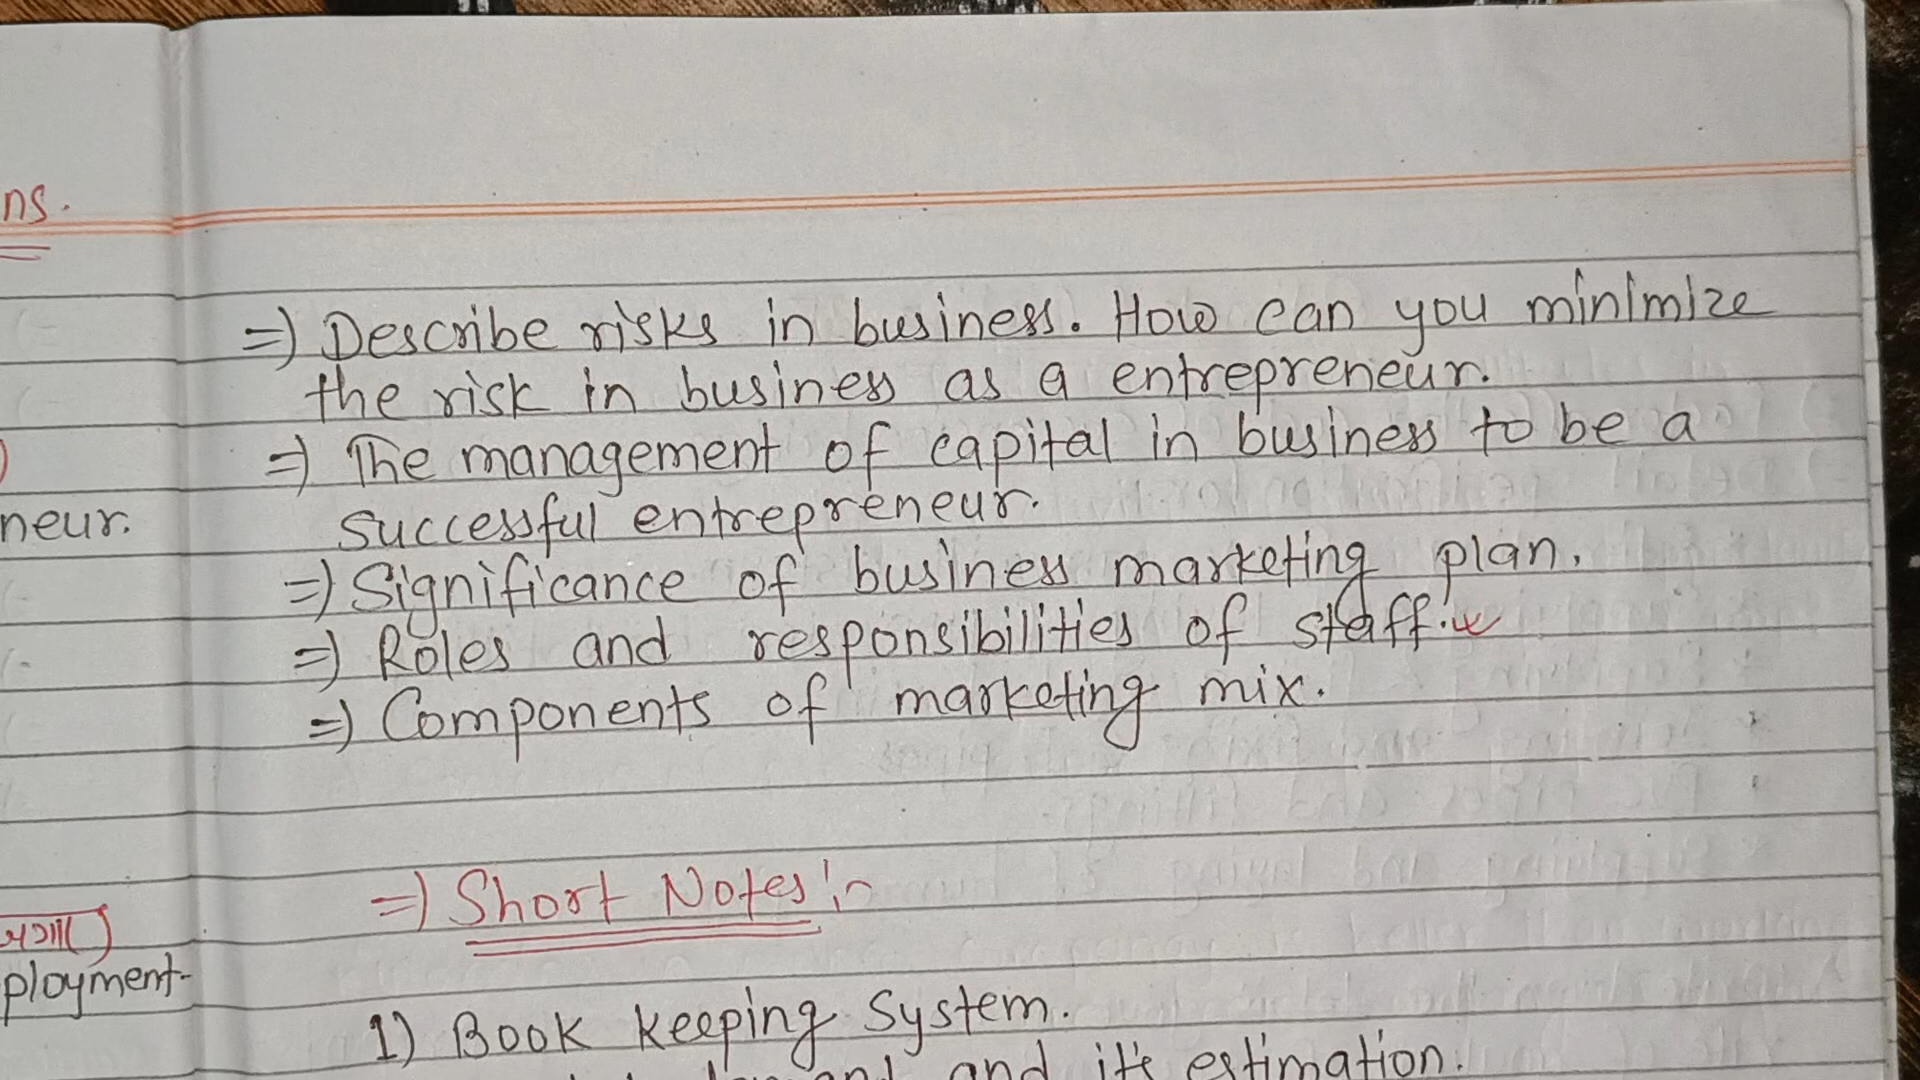 ns.
neur.
ployment-
=) Describe risks in business. How can you minimize
the risk in business as a entrepreneur.
=) The management of capital in business to be a
successful entrepreneur.
=) Significance of business marketing plan.
=) Roles and responsibilities of staff.
=) Components of marketing mix.
=) Short Notes :-
1) Book keeping system.
and it's estimation.